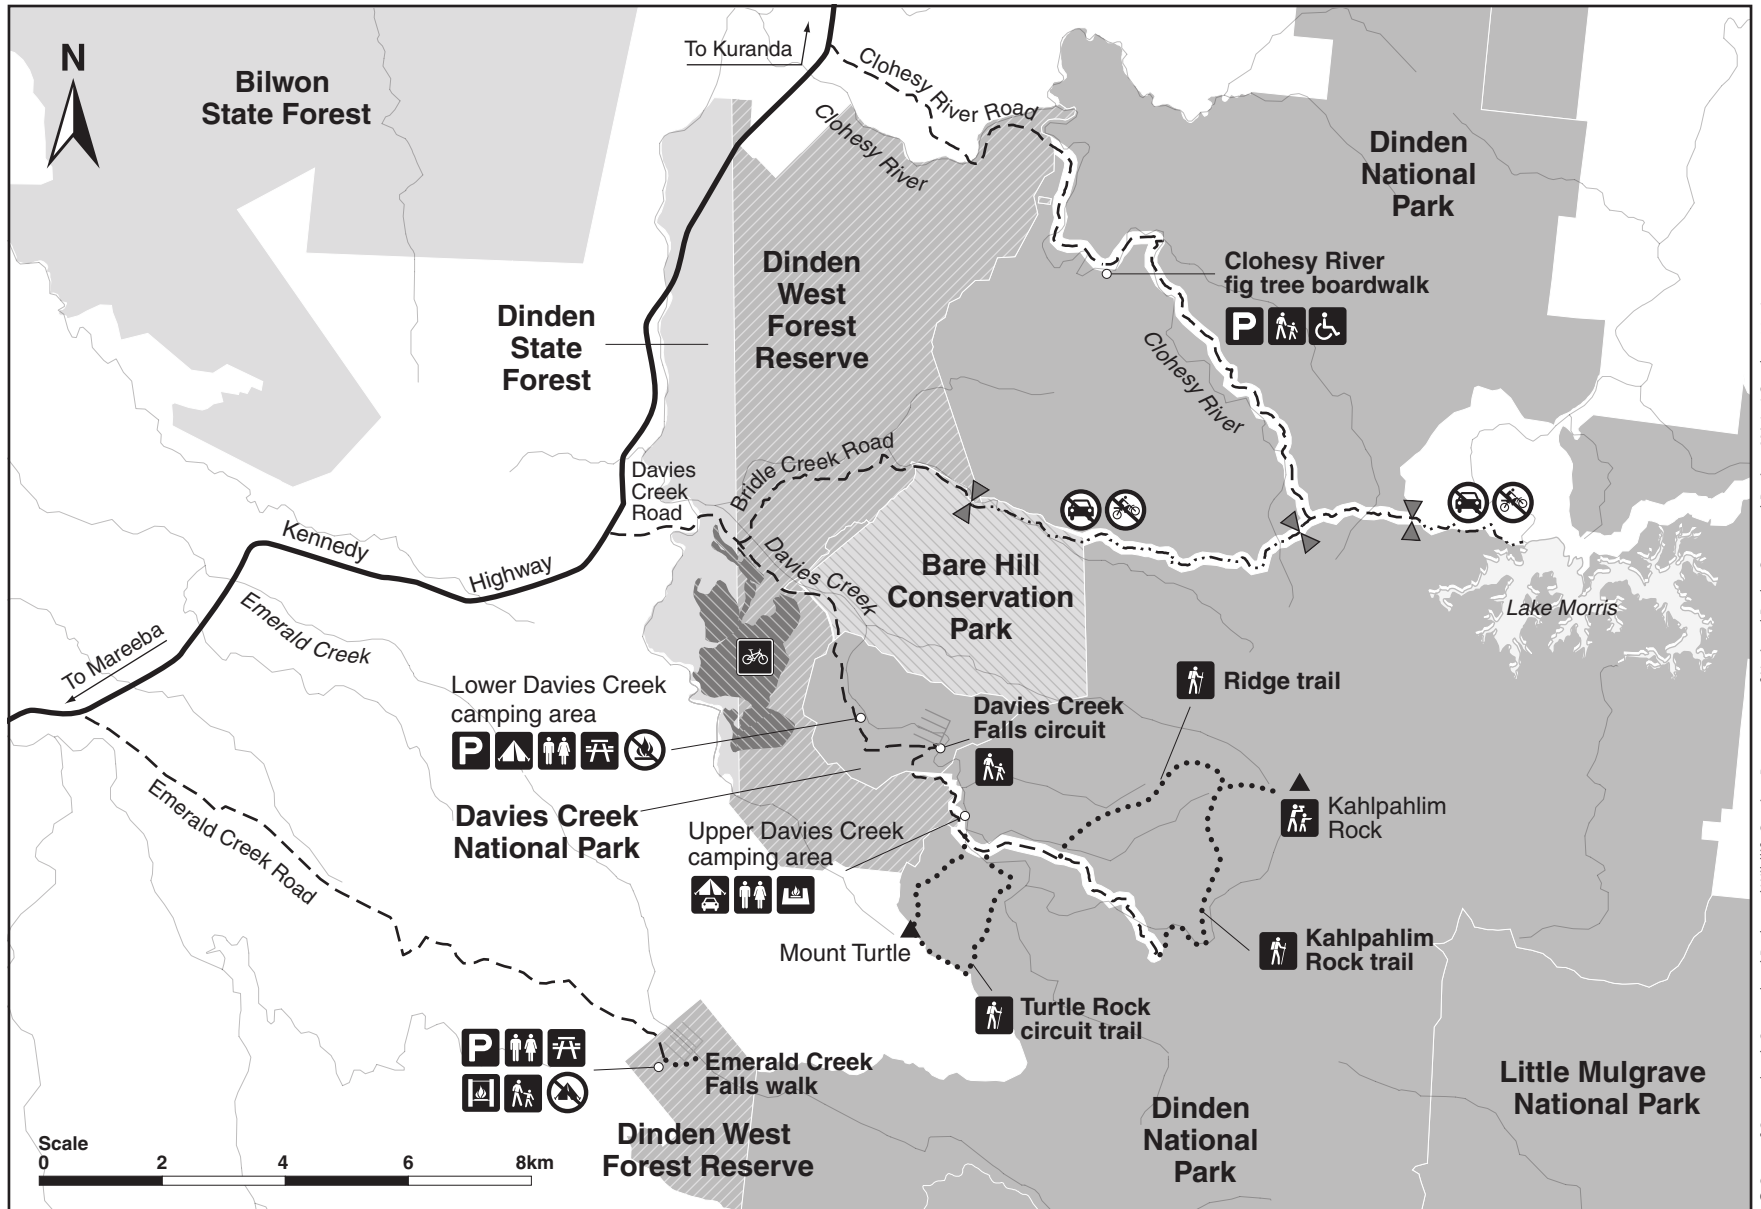 N
Bilwon
State Forest
To Kuranda
Clohesy River Road
Clohesy River
Dinden
National
Park
Dinden
West
Forest
Reserve
Clohesy River
fig tree boardwalk
P
Dinden
State
Forest
Clohesy River
Davies
Creek
Road
Bridle Creek Road
Kennedy
Highway
Davies Creek
Bare Hill
Conservation
Park
Lake Morris
Emerald Creek
To Mareeba
Lower Davies Creek
camping area
P
Ridge trail
Davies Creek
Falls circuit
Davies Creek
National Park
Kahlpahlim
Rock
Upper Davies Creek
camping area
Emerald Creek Road
Mount Turtle
Kahlpahlim
Rock trail
Turtle Rock
circuit trail
P
Emerald Creek
Falls walk
Little Mulgrave
National Park
Dinden
National
Park
Dinden West
Forest Reserve
Scale
0 2 4 6 8km